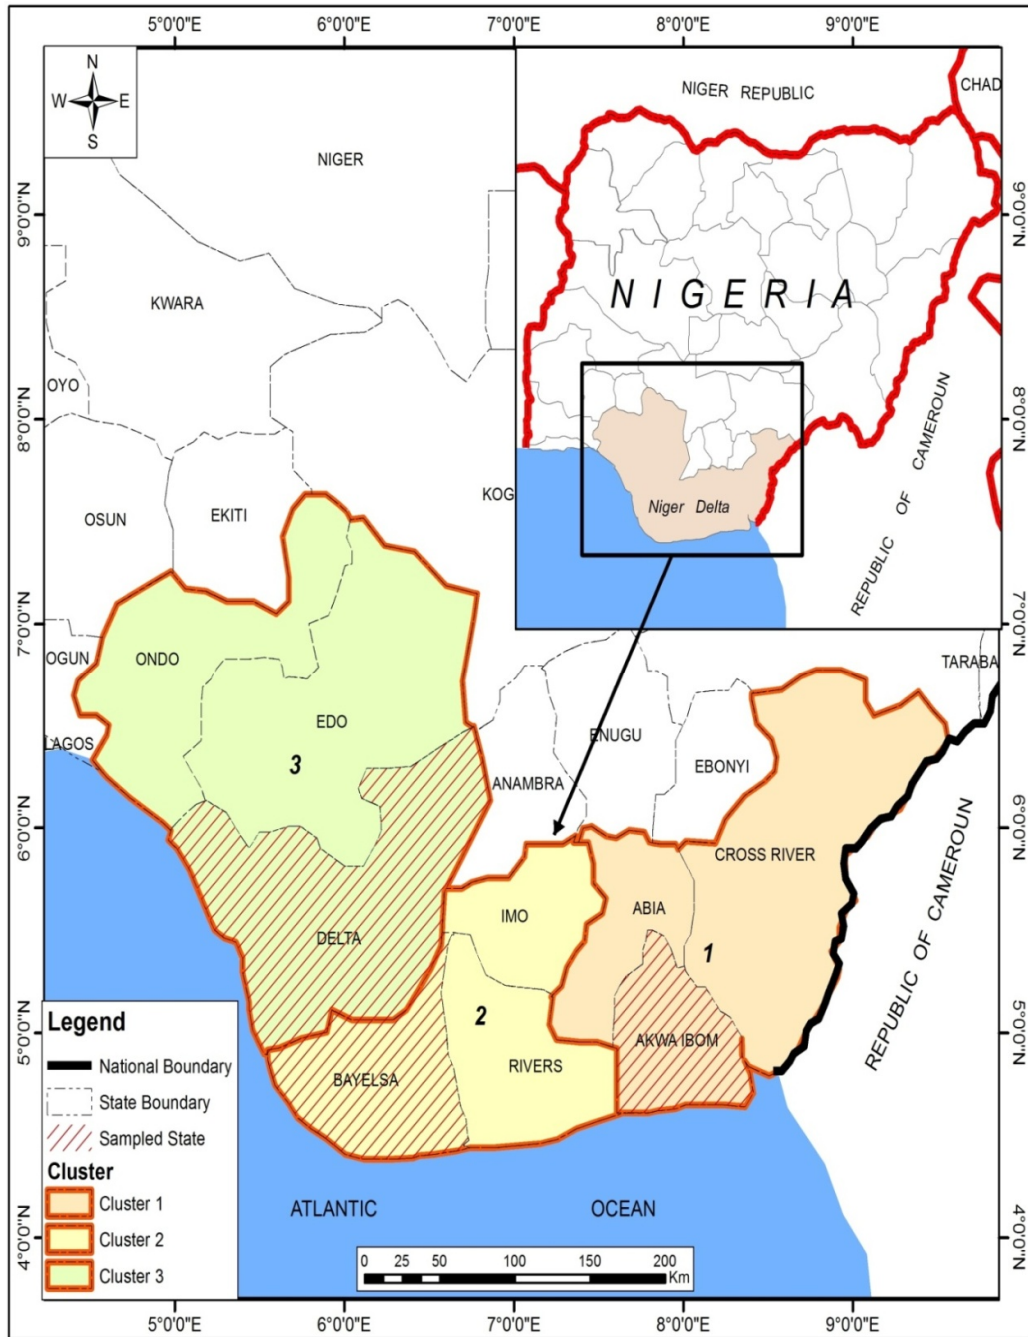 5°0'0"E 6°0'0"E 7°0'0"E 8°0'0"E 9°0'0"E
N
W E
S
NIGER REPUBLIC
CHAD
NIGER
9°0'0"N
9°0'0"N
NIGERIA
KWARA
OYO
8°0'0"N
8°0'0"N
REPUBLIC OF CAMEROUN
KOG
Niger Delta
OSUN
EKITI
7°0'0"N
7°0'0"N
OGUN
ONDO
TARABA
EDO
LAGOS
ENUGU
3
ANAMBRA
EBONYI
6°0'0"N
6°0'0"N
CROSS RIVER
REPUBLIC OF CAMEROUN
IMO
ABIA
DELTA
1
2
5°0'0"N
5°0'0"N
AKWA IBOM
RIVERS
BAYELSA
Legend
National Boundary
State Boundary
Sampled State
Cluster
Cluster 1
Cluster 2
Cluster 3
ATLANTIC OCEAN
4°0'0"N
4°0'0"N
0 25 50 100 150 200
Km
5°0'0"E 6°0'0"E 7°0'0"E 8°0'0"E 9°0'0"E